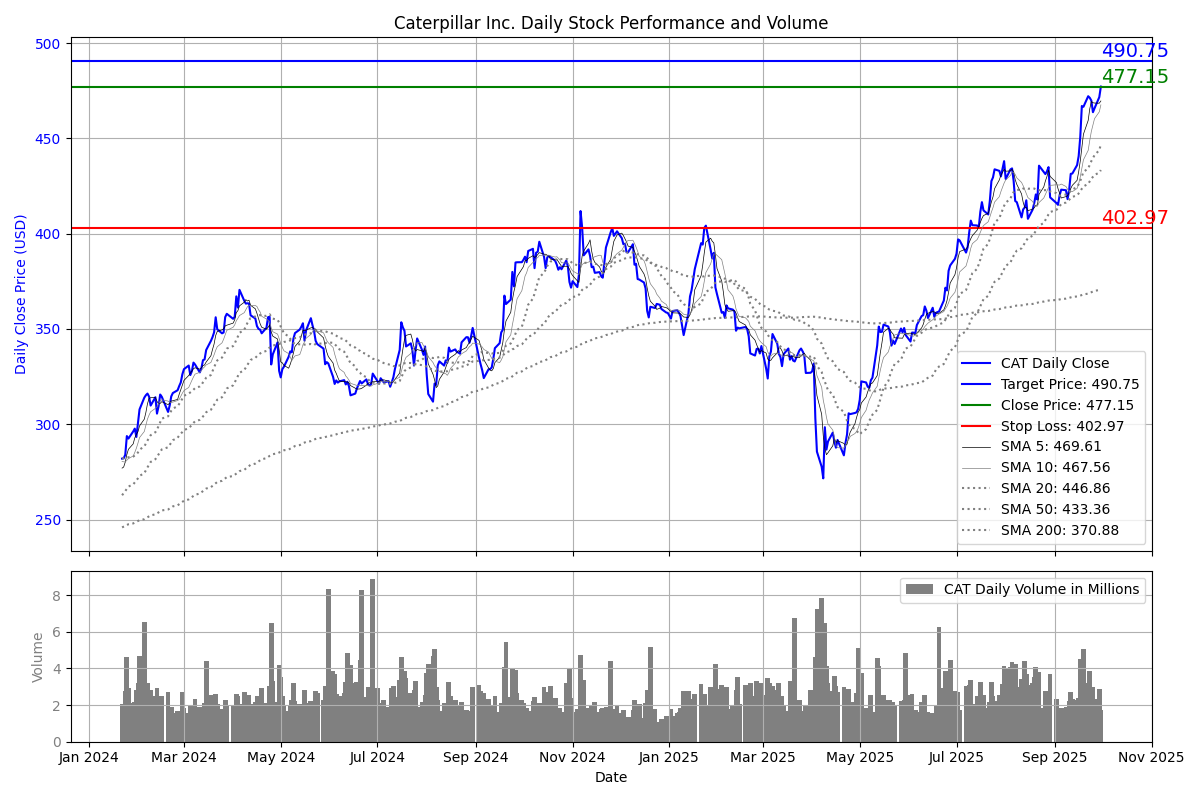 Caterpillar Inc. Daily Stock Performance and Volume
500
450
400
350
300
250
Daily Close Price (USD)
490.75
477.15
402.97
CAT Daily Close
Target Price: 490.75
Close Price: 477.15
Stop Loss: 402.97
SMA 5: 469.61
SMA 10: 467.56
SMA 20: 446.86
SMA 50: 433.36
SMA 200: 370.88
8
6
4
2
0
Volume
CAT Daily Volume in Millions
Jan 2024 Mar 2024 May 2024 Jul 2024 Sep 2024 Nov 2024 Jan 2025 Mar 2025 May 2025 Jul 2025 Sep 2025 Nov 2025
Date